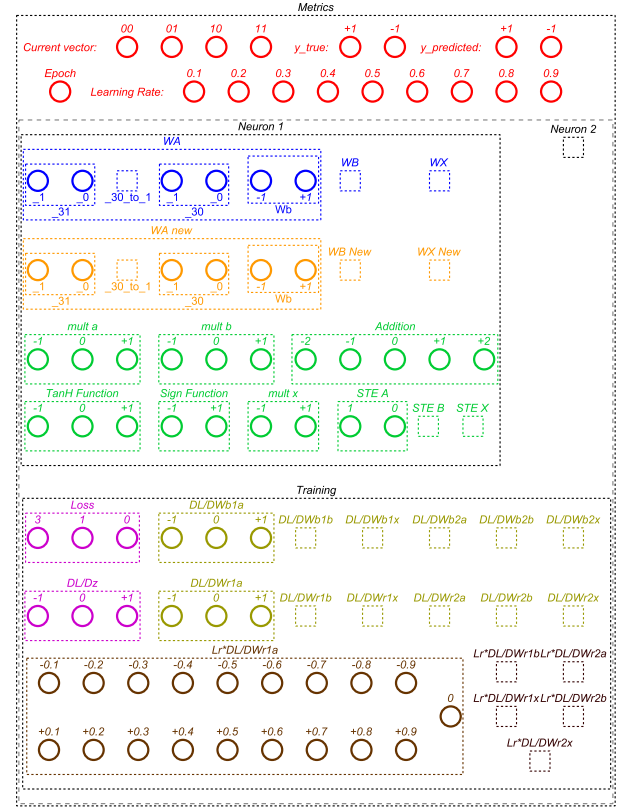 Metrics
00 01 10 11 +1 -1 +1 -1
Current vector: y_true: y_predicted:
Epoch 0.1 0.2 0.3 0.4 0.5 0.6 0.7 0.8 0.9
Learning Rate:
Neuron 1 Neuron 2
WA WB WX
_1 _0 _30_to_1 _1 _0 -1 +1
_31 _30 Wb
WA new WB New WX New
_1 _0 _30_to_1 _1 _0 -1 +1
_31 _30 Wb
mult a mult b Addition
-1 0 +1 -1 0 +1 -2 -1 0 +1 +2
TanH Function Sign Function mult x STE A STE B STE X
-1 0 +1 -1 +1 -1 +1 1 0
Training
Loss DL/DWb1a DL/DWb1b DL/DWb1x DL/DWb2a DL/DWb2b DL/DWb2x
3 1 0 -1 0 +1
DL/Dz DL/DWr1a DL/DWr1b DL/DWr1x DL/DWr2a DL/DWr2b DL/DWr2x
-1 0 +1 -1 0 +1
Lr*DL/DWr1a Lr*DL/DWr1b Lr*DL/DWr2a
-0.1 -0.2 -0.3 -0.4 -0.5 -0.6 -0.7 -0.8 -0.9
0 Lr*DL/DWr1x Lr*DL/DWr2b
+0.1 +0.2 +0.3 +0.4 +0.5 +0.6 +0.7 +0.8 +0.9
Lr*DL/DWr2x